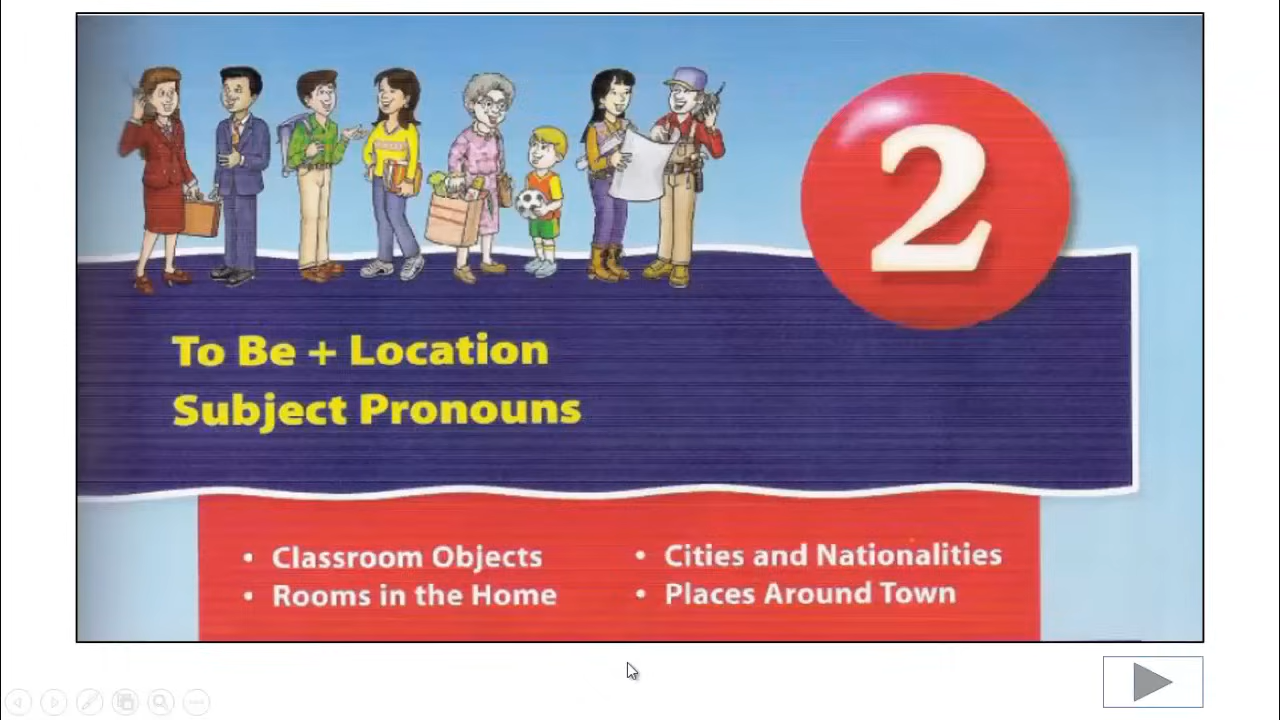 2
To Be + Location
Subject Pronouns
• Classroom Objects
• Rooms in the Home
• Cities and Nationalities
• Places Around Town